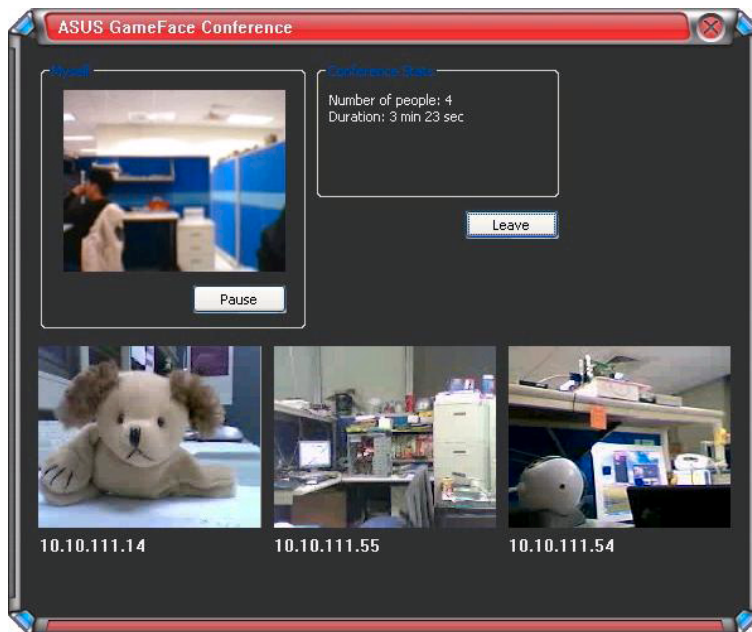 ASUS GameFace Conference
Myself
Conference Stats
Number of people: 4
Duration: 3 min 23 sec
Leave
Pause
10.10.111.14
10.10.111.55
10.10.111.54